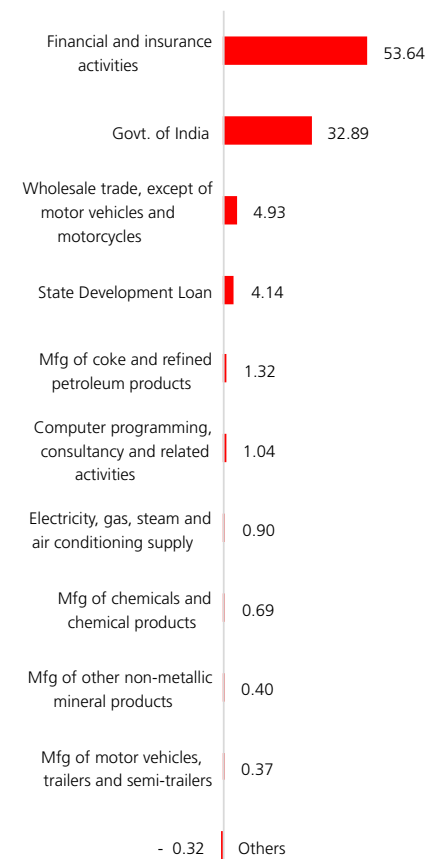 Financial and insurance
activities
53.64
Govt. of India
32.89
Wholesale trade, except of
motor vehicles and
motorcycles
4.93
State Development Loan
4.14
Mfg of coke and refined
petroleum products
1.32
Computer programming,
consultancy and related
activities
1.04
Electricity, gas, steam and
air conditioning supply
0.90
Mfg of chemicals and
chemical products
0.69
Mfg of other non-metallic
mineral products
0.40
Mfg of motor vehicles,
trailers and semi-trailers
0.37
- 0.32 Others